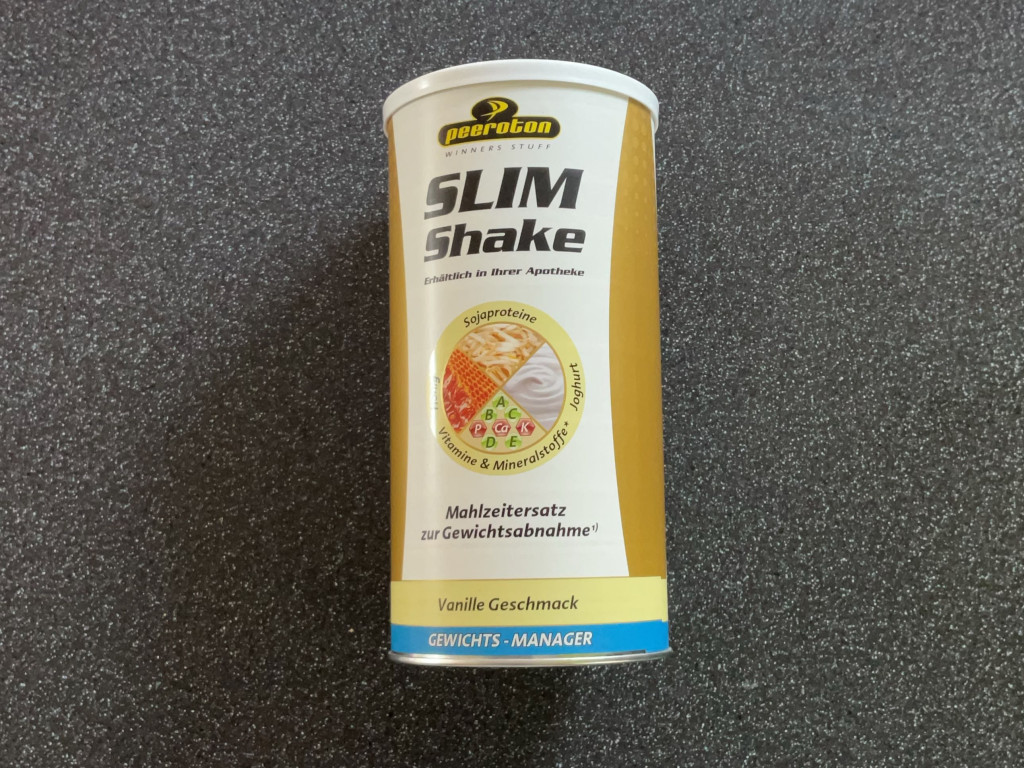 peeroton
WINNERS STUFF
SLIM
Shake
Erhältlich in Ihrer Apotheke
Sojaproteine
Joghurt
A
B C
P Ca K
D E
Vitamine & Mineralstoffe*
Mahlzeitersatz
zur Gewichtsabnahme¹)
Vanille Geschmack
GEWICHTS - MANAGER